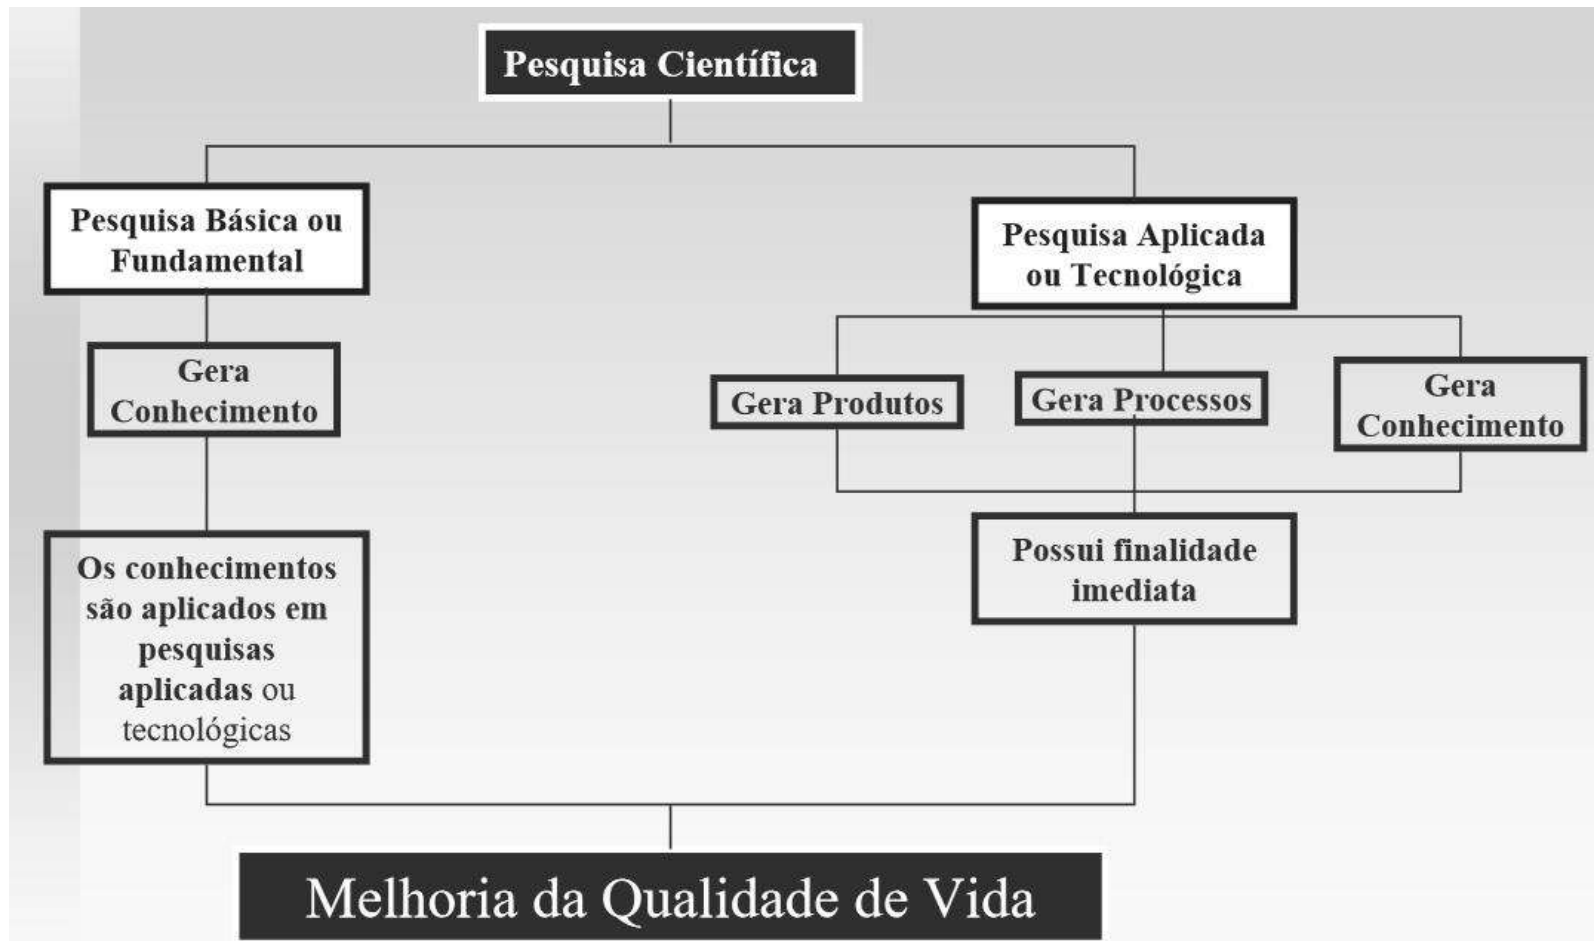 Pesquisa Científica
Pesquisa Básica ou
Fundamental
Pesquisa Aplicada
ou Tecnológica
Gera
Conhecimento
Gera Produtos
Gera Processos
Gera
Conhecimento
Os conhecimentos
são aplicados em
pesquisas
aplicadas ou
tecnológicas
Possui finalidade
imediata
Melhoria da Qualidade de Vida